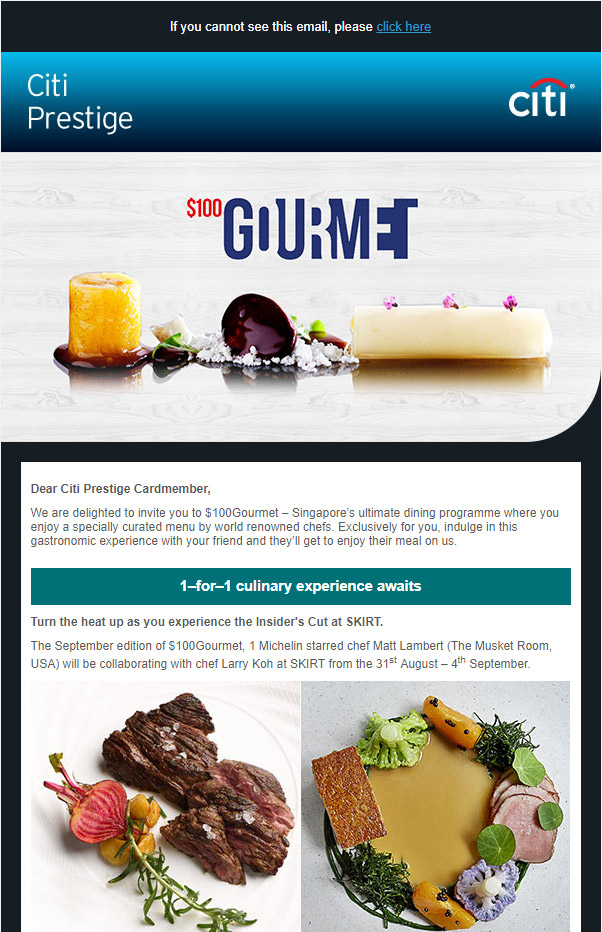 If you cannot see this email, please click here
Citi
Prestige
citi®
$100 GOURMET
Dear Citi Prestige Cardmember,
We are delighted to invite you to $100Gourmet – Singapore's ultimate dining programme where you
enjoy a specially curated menu by world renowned chefs. Exclusively for you, indulge in this
gastronomic experience with your friend and they'll get to enjoy their meal on us.
1–for–1 culinary experience awaits
Turn the heat up as you experience the Insider's Cut at SKIRT.
The September edition of $100Gourmet, 1 Michelin starred chef Matt Lambert (The Musket Room,
USA) will be collaborating with chef Larry Koh at SKIRT from the 31st August – 4th September.